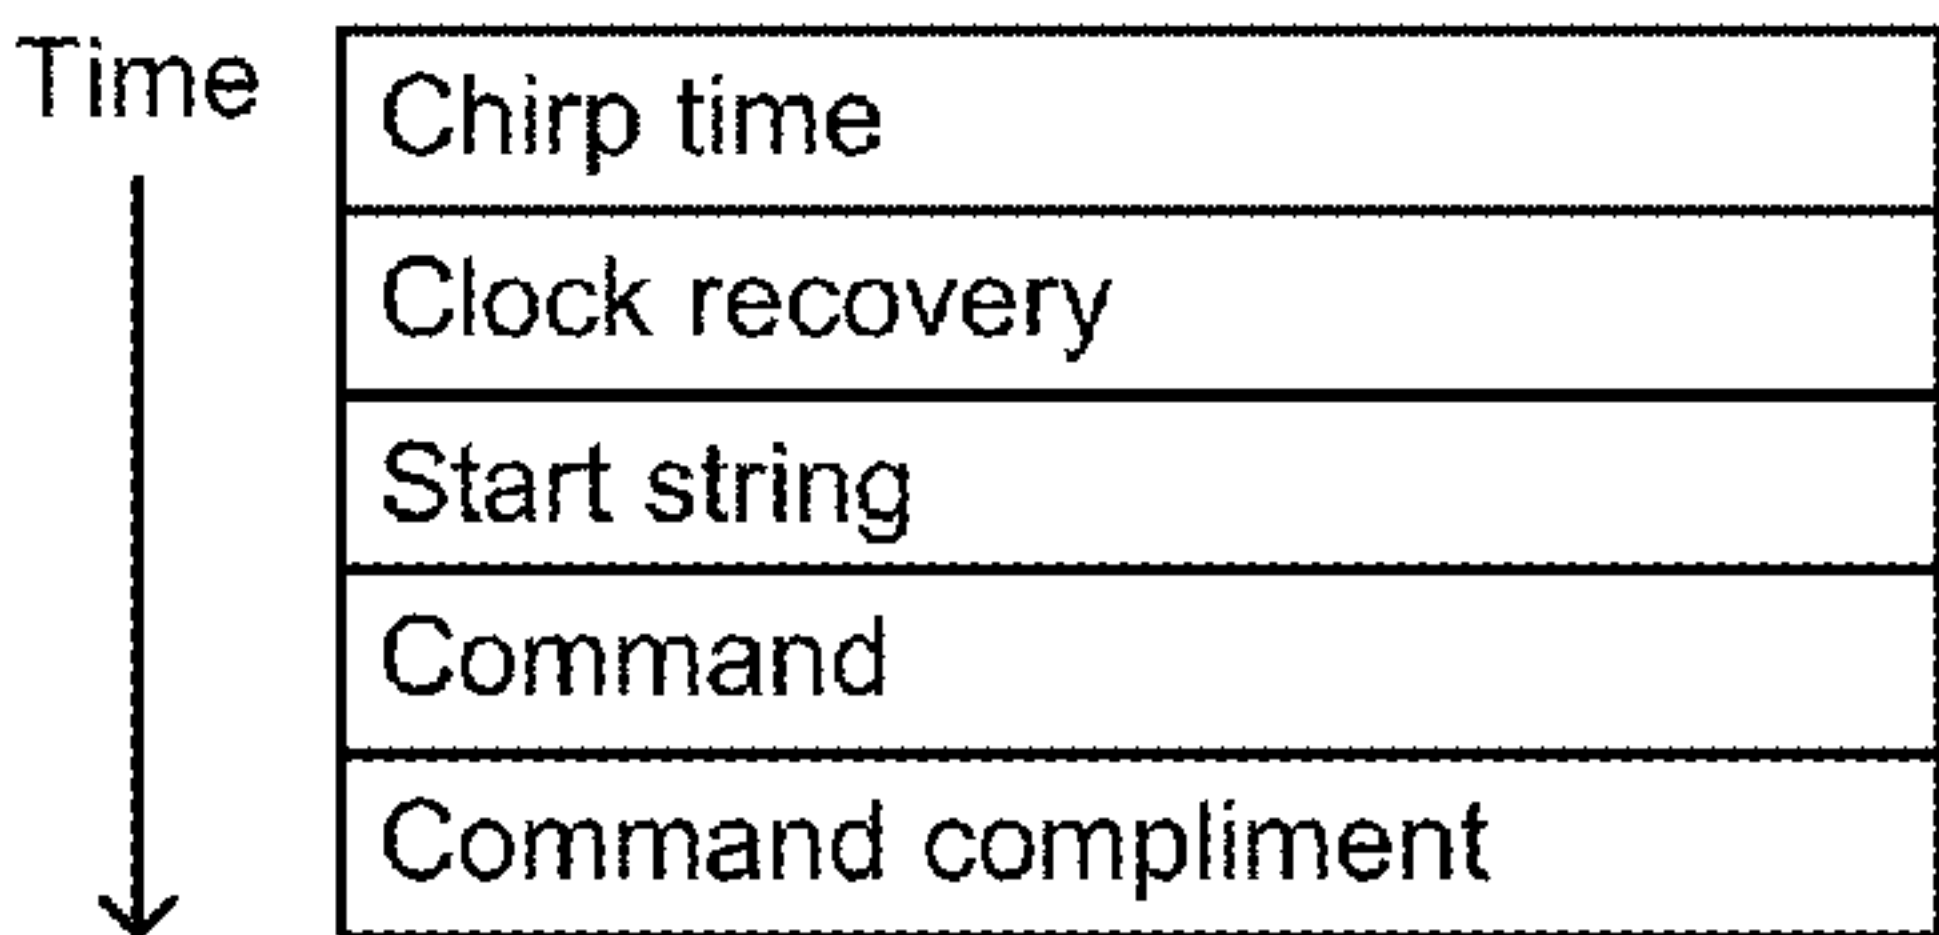 Time
Chirp time
Clock recovery
Start string
Command
Command compliment